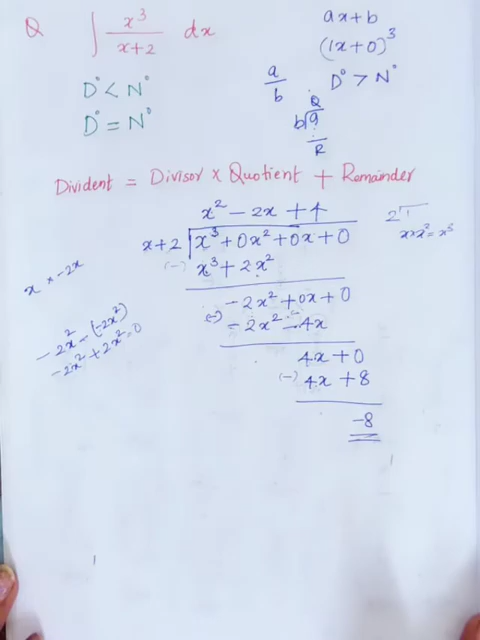 Q ∫ x³/(x+2) dx
ax+b
(1x+0)³
D° < N°
D° = N°
a/b D° > N°
Q
b a
R
Divident = Divisor × Quotient + Remainder
x² - 2x + 4
x+2 x³+0x²+0x+0
(-) x³+2x²
-2x²+0x+0
(-) -2x² -4x
4x+0
(-) 4x+8
-8
2
x×x²=x³
x × -2x
-2x² - (-2x²)
-2x²+2x²=0